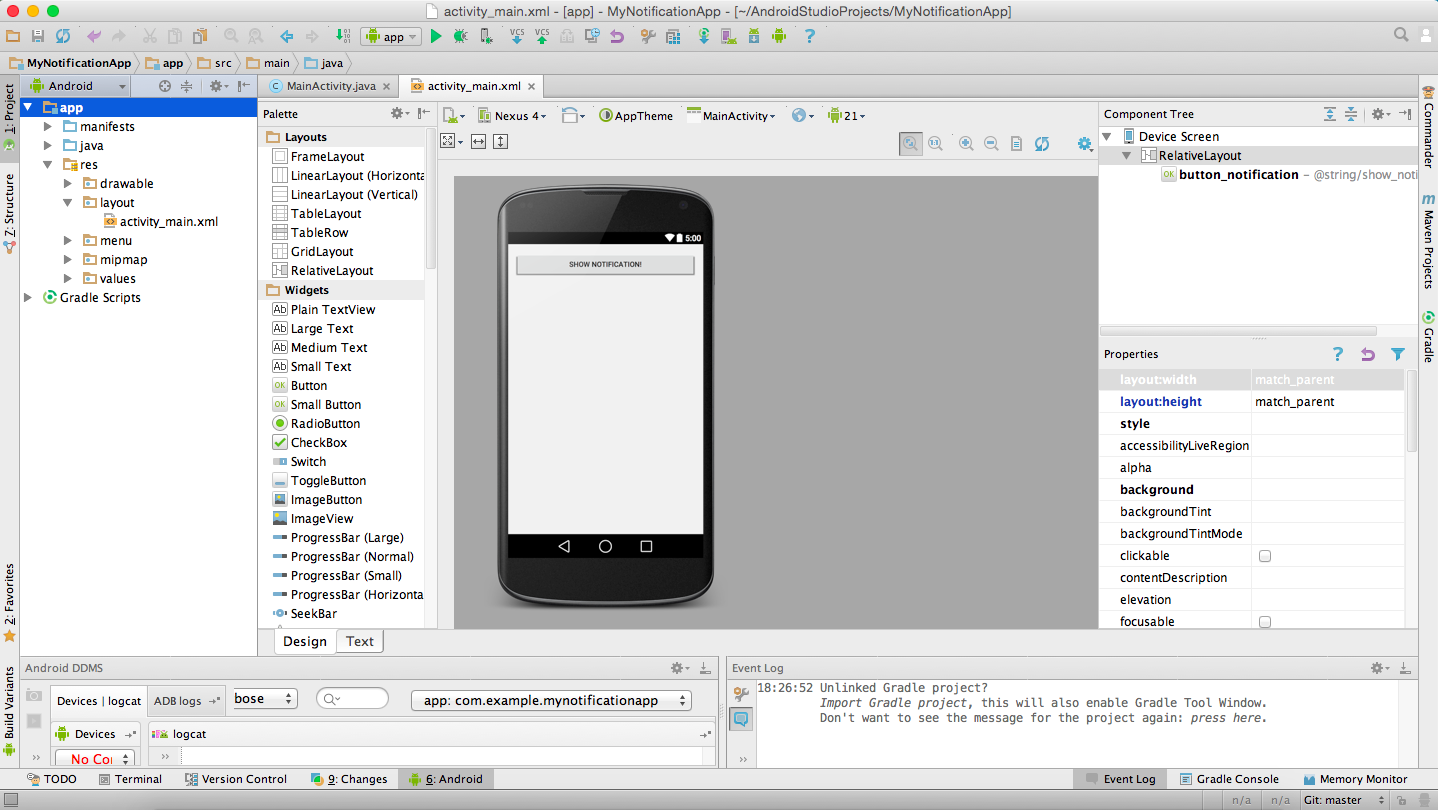 activity_main.xml - [app] - MyNotificationApp - [~/AndroidStudioProjects/MyNotificationApp]
app
MyNotificationApp app src main java
1: Project
7: Structure
2: Favorites
Build Variants
Android
app
manifests
java
res
drawable
layout
activity_main.xml
menu
mipmap
values
Gradle Scripts
MainActivity.java
activity_main.xml
Palette
Layouts
FrameLayout
LinearLayout (Horizonta
LinearLayout (Vertical)
TableLayout
TableRow
GridLayout
RelativeLayout
Widgets
Ab Plain TextView
Ab Large Text
Ab Medium Text
Ab Small Text
OK Button
OK Small Button
RadioButton
CheckBox
Switch
ToggleButton
ImageButton
ImageView
ProgressBar (Large)
ProgressBar (Normal)
ProgressBar (Small)
ProgressBar (Horizonta
SeekBar
Design Text
Nexus 4 AppTheme MainActivity 21
5:00
SHOW NOTIFICATION!
Component Tree
Device Screen
RelativeLayout
OK button_notification – @string/show_noti
Properties
layout:width match_parent
layout:height match_parent
style
accessibilityLiveRegion
alpha
background
backgroundTint
backgroundTintMode
clickable
contentDescription
elevation
focusable
Commander
Maven Projects
Gradle
Android DDMS
Devices | logcat ADB logs bose app: com.example.mynotificationapp
Devices logcat
No Co
Event Log
18:26:52 Unlinked Gradle project?
Import Gradle project, this will also enable Gradle Tool Window.
Don't want to see the message for the project again: press here.
TODO Terminal Version Control 9: Changes 6: Android Event Log Gradle Console Memory Monitor
n/a n/a Git: master